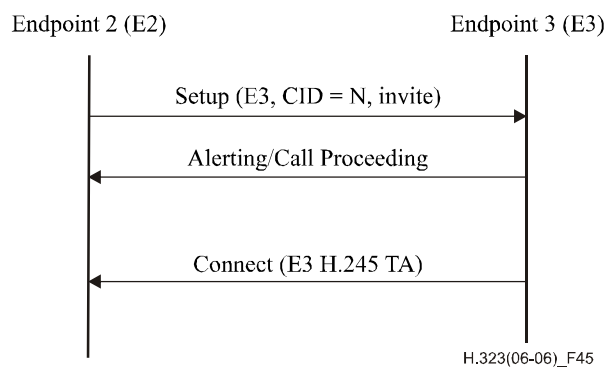 Endpoint 2 (E2)
Endpoint 3 (E3)
Setup (E3, CID = N, invite)
Alerting/Call Proceeding
Connect (E3 H.245 TA)
H.323(06-06)_F45